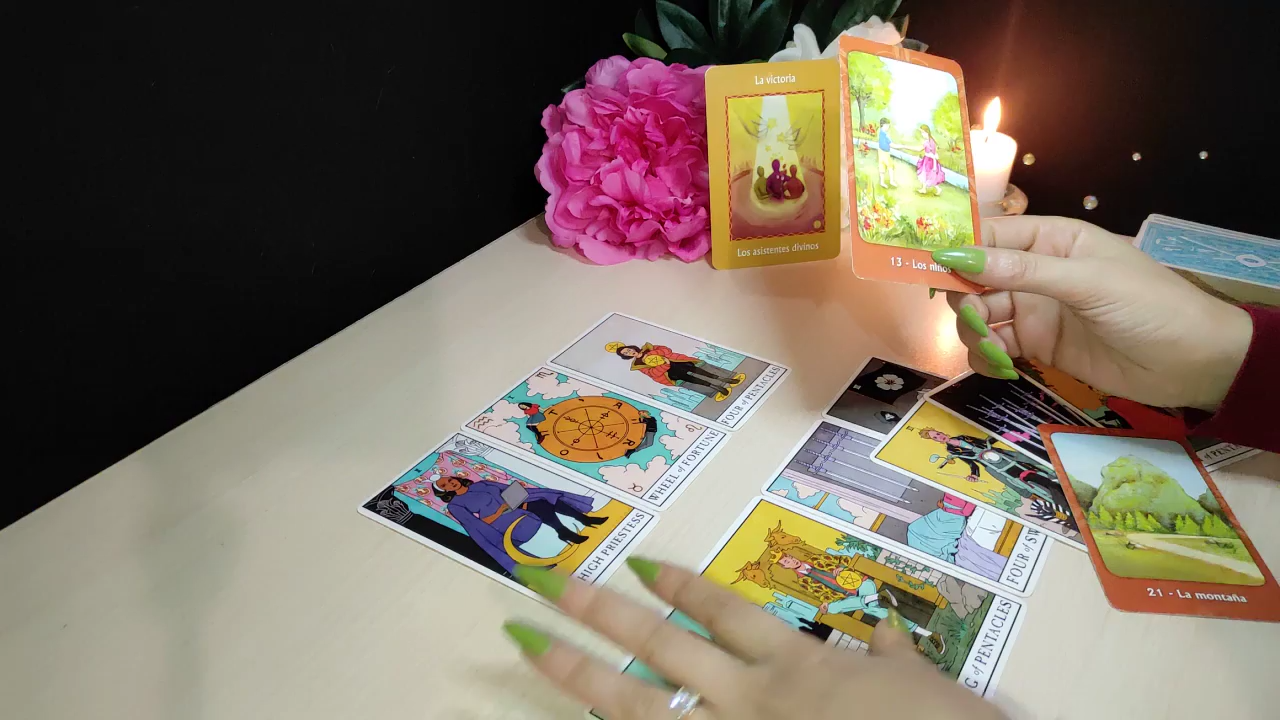 La victoria
Los asistentes divinos
13 - Los niños
FOUR of PENTACLES
WHEEL of FORTUNE
HIGH PRIESTESS
FOUR of SW
G of PENTACLES
21 - La montaña